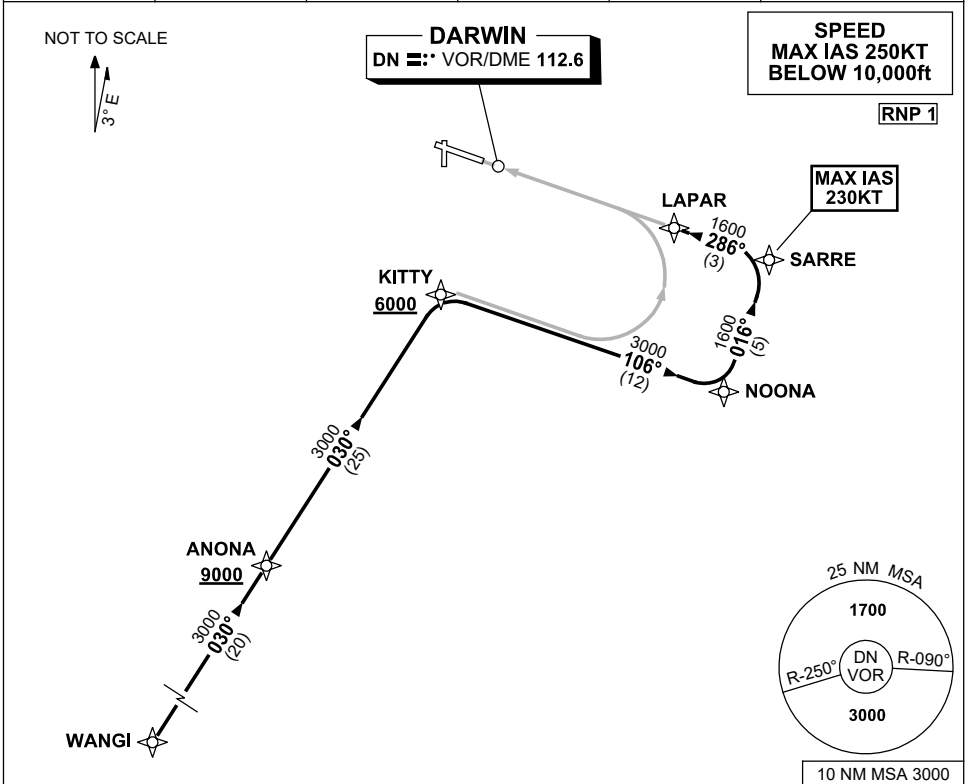 NOT TO SCALE
3° E
DARWIN
DN VOR/DME 112.6
SPEED
MAX IAS 250KT
BELOW 10,000ft
RNP 1
MAX IAS
230KT
LAPAR
1600
286°
(3)
SARRE
KITTY
6000
1600
016°
(5)
3000
106°
(12)
NOONA
3000
030°
(25)
ANONA
9000
3000
030°
(20)
WANGI
25 NM MSA
1700
R-250°
DN
VOR
R-090°
3000
10 NM MSA 3000